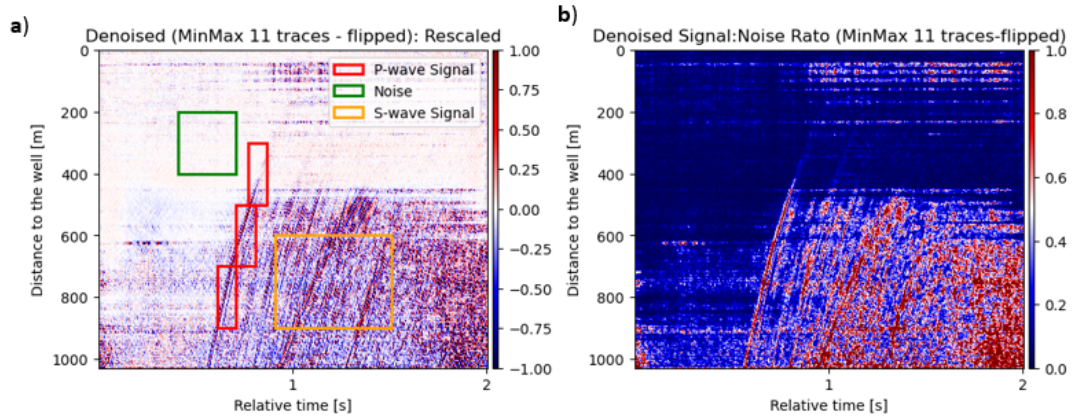 a)
Denoised (MinMax 11 traces - flipped): Rescaled
P-wave Signal
Noise
S-wave Signal
0
200
400
600
800
1000
Distance to the well [m]
1
2
Relative time [s]
1.00
0.75
0.50
0.25
0.00
−0.25
−0.50
−0.75
−1.00
b)
Denoised Signal:Noise Rato (MinMax 11 traces-flipped)
0
200
400
600
800
1000
Distance to the well [m]
1
2
Relative time [s]
1.0
0.8
0.6
0.4
0.2
0.0